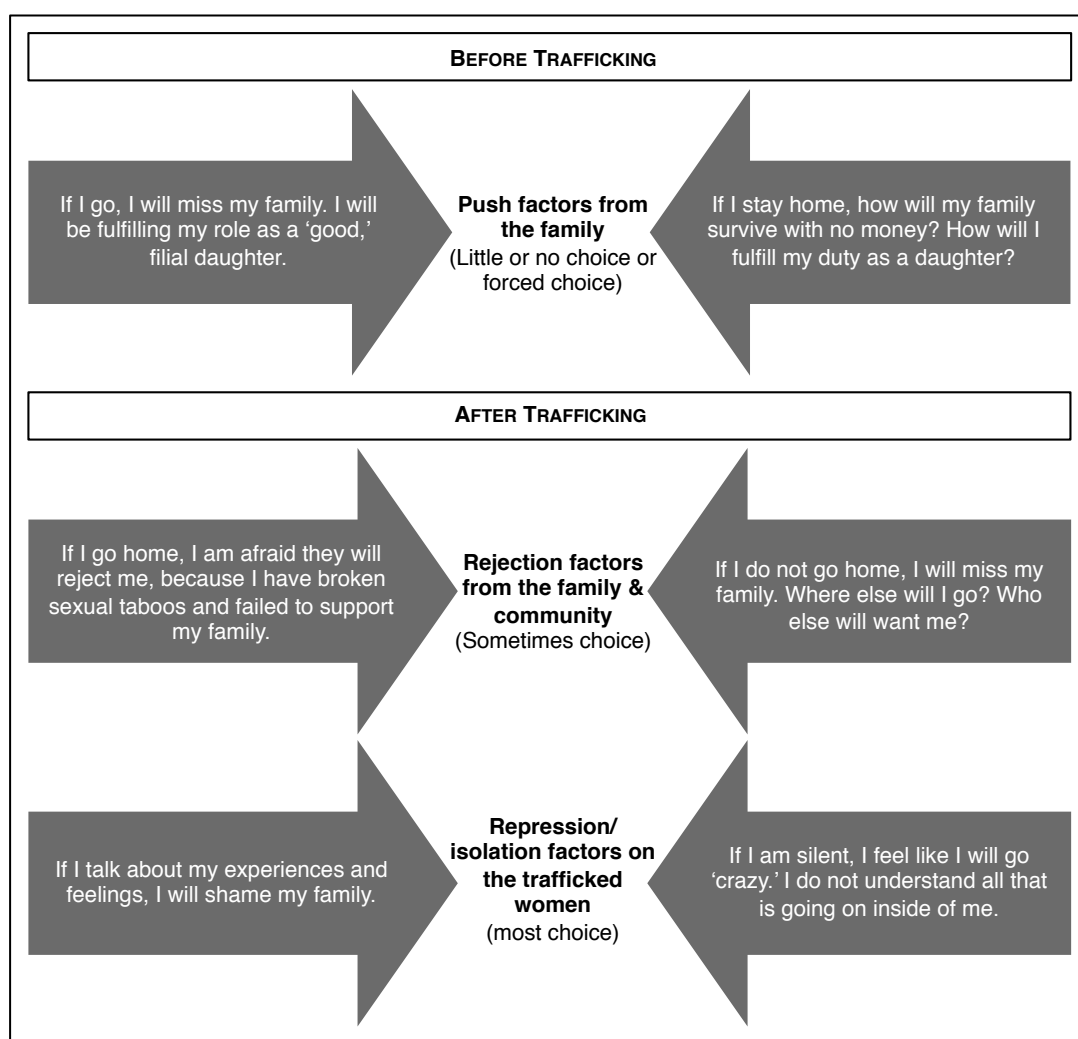 BEFORE TRAFFICKING
If I go, I will miss my family. I will
be fulfilling my role as a ‘good,’
filial daughter.
Push factors from
the family
(Little or no choice or
forced choice)
If I stay home, how will my family
survive with no money? How will I
fulfill my duty as a daughter?
AFTER TRAFFICKING
If I go home, I am afraid they will
reject me, because I have broken
sexual taboos and failed to support
my family.
Rejection factors
from the family &
community
(Sometimes choice)
If I do not go home, I will miss my
family. Where else will I go? Who
else will want me?
If I talk about my experiences and
feelings, I will shame my family.
Repression/
isolation factors on
the trafficked
women
(most choice)
If I am silent, I feel like I will go
‘crazy.’ I do not understand all that
is going on inside of me.